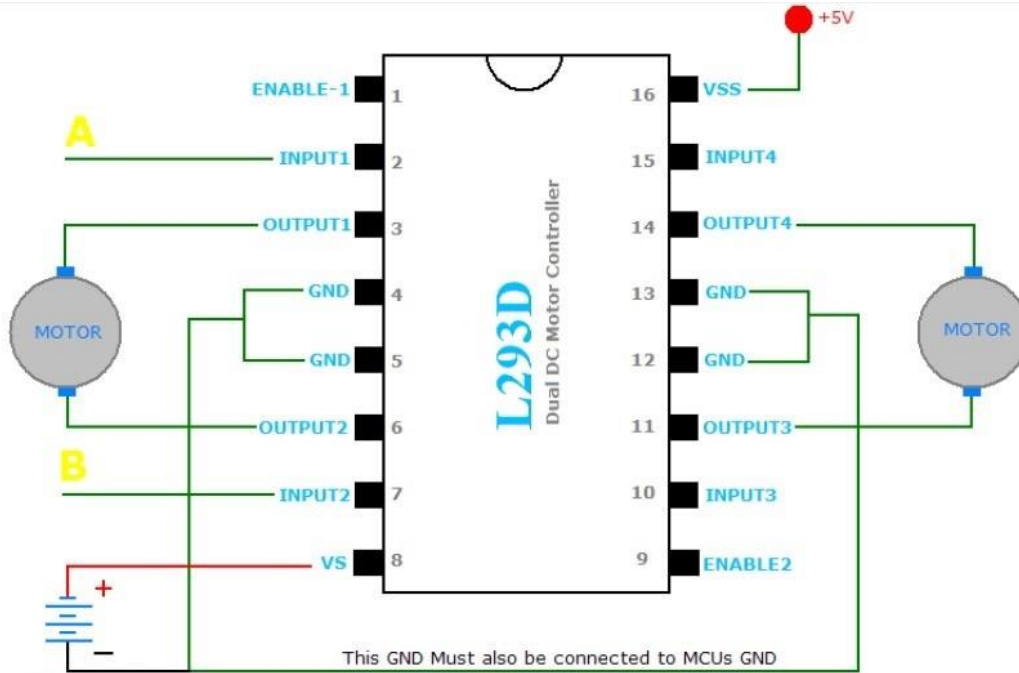 +5V
ENABLE-1
1
16
VSS
A
INPUT1
2
15
INPUT4
OUTPUT1
3
14
OUTPUT4
GND
4
13
GND
MOTOR
L293D
Dual DC Motor Controller
MOTOR
GND
5
12
GND
OUTPUT2
6
11
OUTPUT3
B
INPUT2
7
10
INPUT3
VS
8
9
ENABLE2
+
−
This GND Must also be connected to MCUs GND